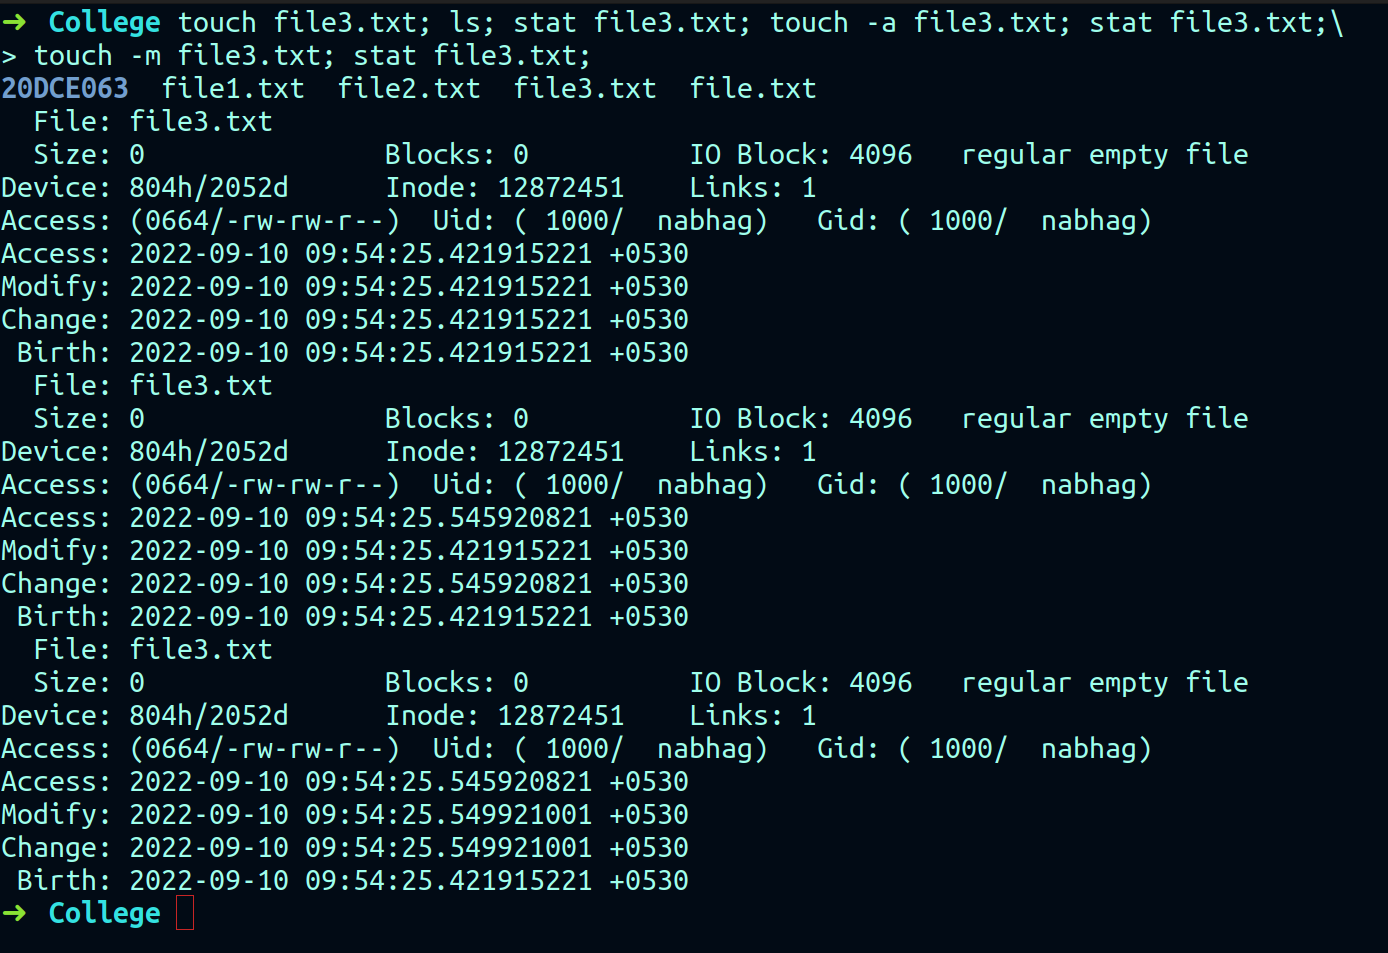 ➜ College touch file3.txt; ls; stat file3.txt; touch -a file3.txt; stat file3.txt;\
> touch -m file3.txt; stat file3.txt;
20DCE063  file1.txt  file2.txt  file3.txt  file.txt
  File: file3.txt
  Size: 0               Blocks: 0          IO Block: 4096   regular empty file
Device: 804h/2052d      Inode: 12872451    Links: 1
Access: (0664/-rw-rw-r--)  Uid: ( 1000/  nabhag)   Gid: ( 1000/  nabhag)
Access: 2022-09-10 09:54:25.421915221 +0530
Modify: 2022-09-10 09:54:25.421915221 +0530
Change: 2022-09-10 09:54:25.421915221 +0530
 Birth: 2022-09-10 09:54:25.421915221 +0530
  File: file3.txt
  Size: 0               Blocks: 0          IO Block: 4096   regular empty file
Device: 804h/2052d      Inode: 12872451    Links: 1
Access: (0664/-rw-rw-r--)  Uid: ( 1000/  nabhag)   Gid: ( 1000/  nabhag)
Access: 2022-09-10 09:54:25.545920821 +0530
Modify: 2022-09-10 09:54:25.421915221 +0530
Change: 2022-09-10 09:54:25.545920821 +0530
 Birth: 2022-09-10 09:54:25.421915221 +0530
  File: file3.txt
  Size: 0               Blocks: 0          IO Block: 4096   regular empty file
Device: 804h/2052d      Inode: 12872451    Links: 1
Access: (0664/-rw-rw-r--)  Uid: ( 1000/  nabhag)   Gid: ( 1000/  nabhag)
Access: 2022-09-10 09:54:25.545920821 +0530
Modify: 2022-09-10 09:54:25.549921001 +0530
Change: 2022-09-10 09:54:25.549921001 +0530
 Birth: 2022-09-10 09:54:25.421915221 +0530
➜ College